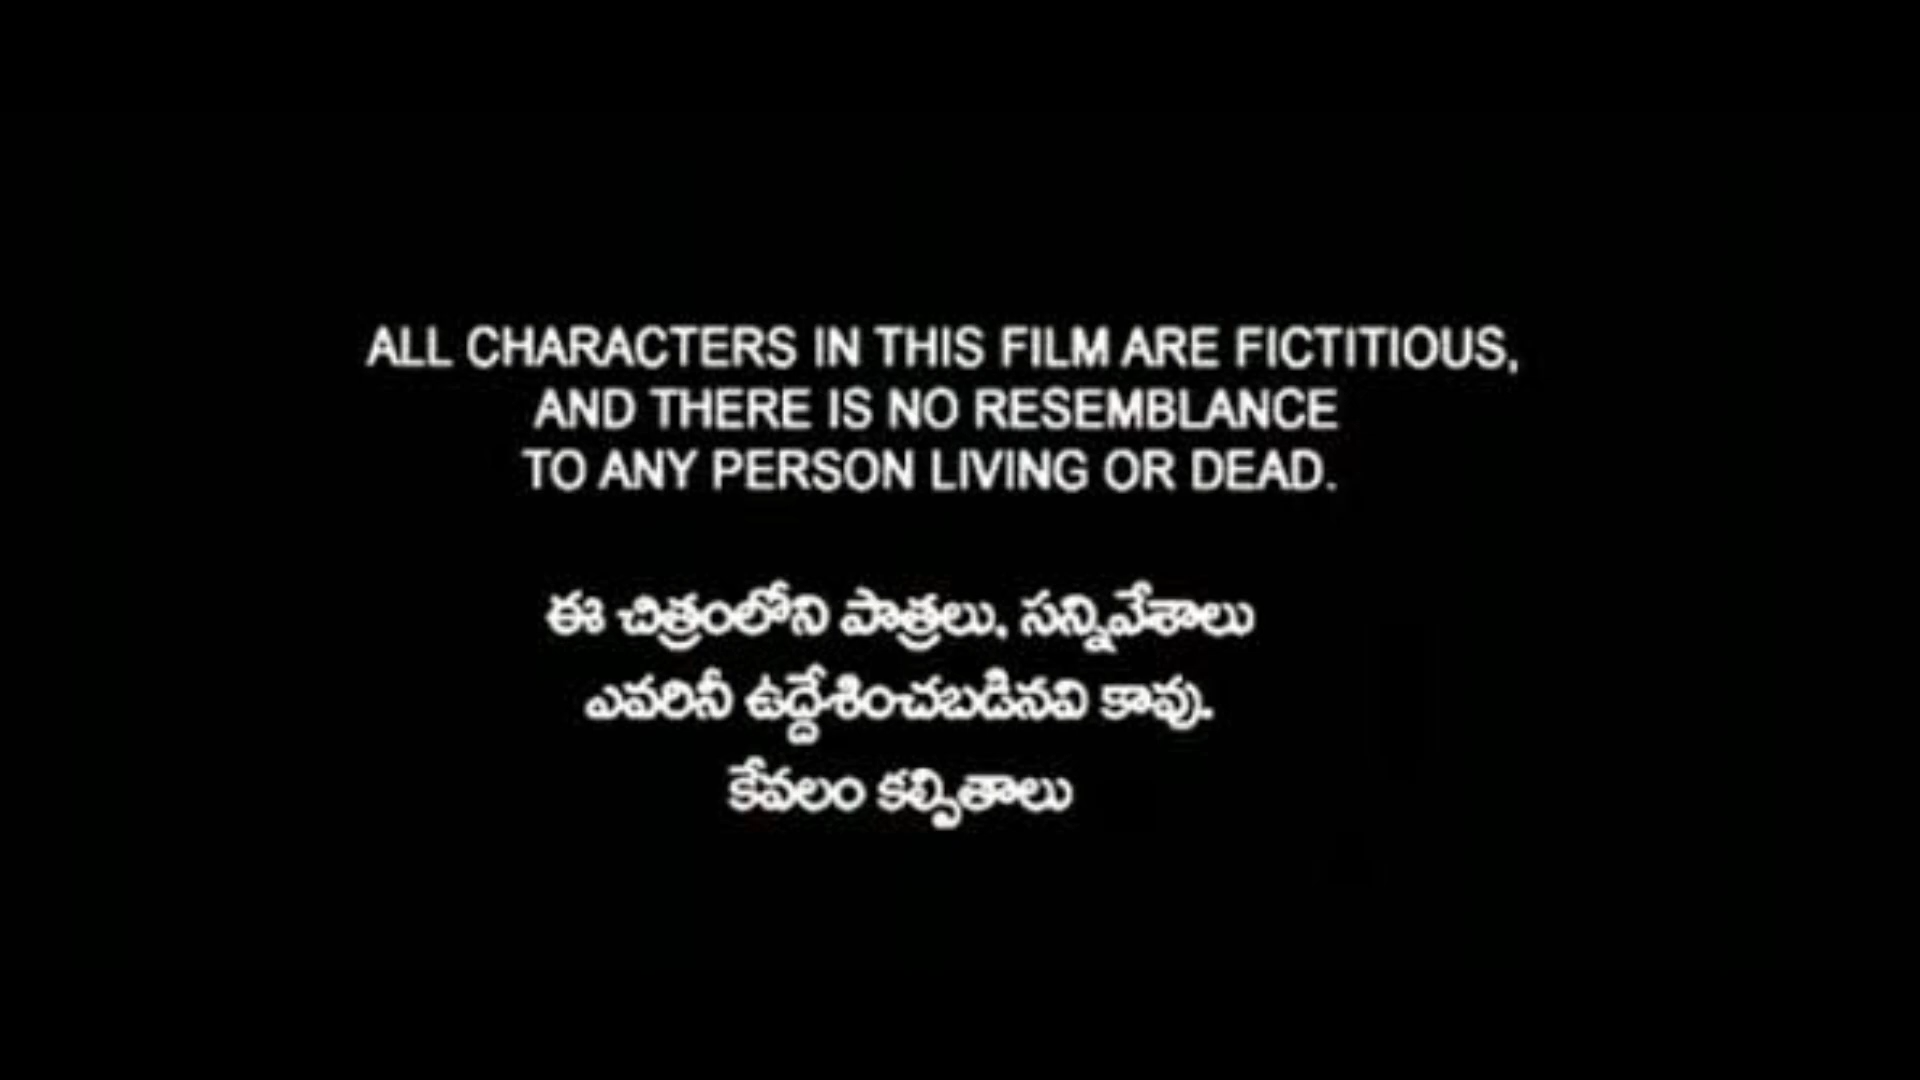 ALL CHARACTERS IN THIS FILM ARE FICTITIOUS,
AND THERE IS NO RESEMBLANCE
TO ANY PERSON LIVING OR DEAD.
ఈ చిత్రంలోని పాత్రలు, సన్నివేశాలు
ఎవరినీ ఉద్దేశించబడినవి కావు.
కేవలం కల్పితాలు